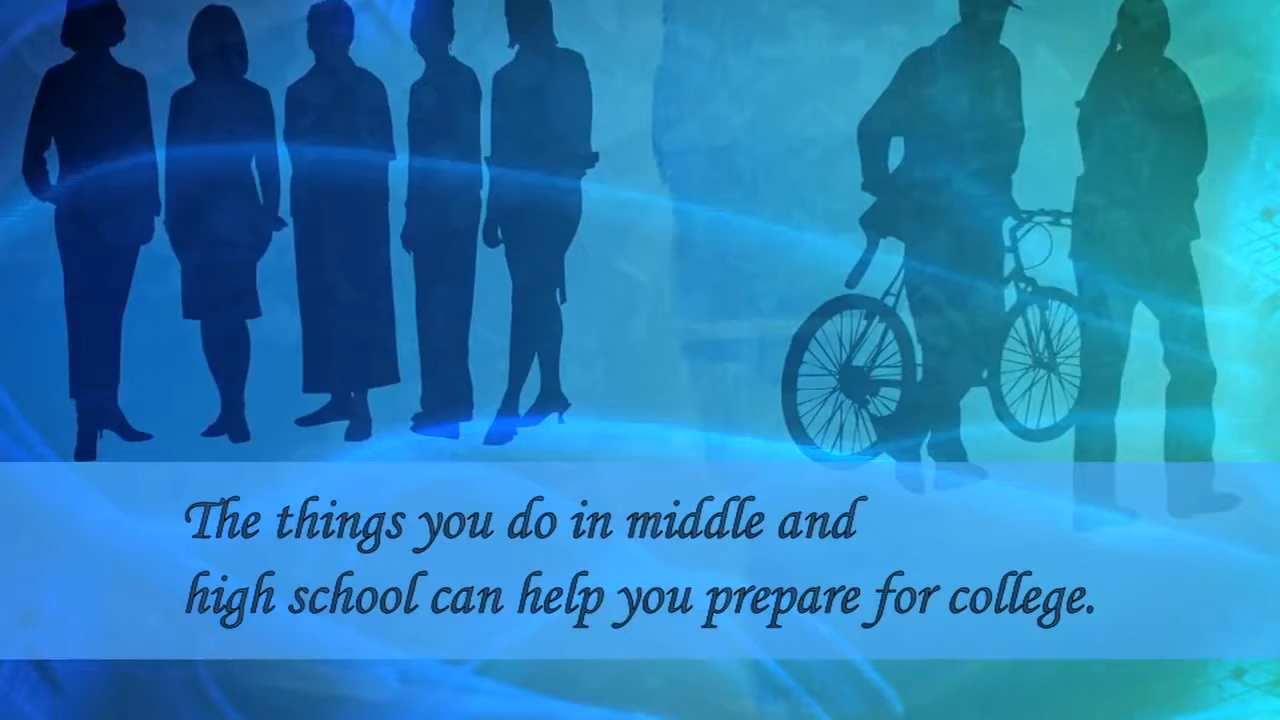 The things you do in middle and
high school can help you prepare for college.